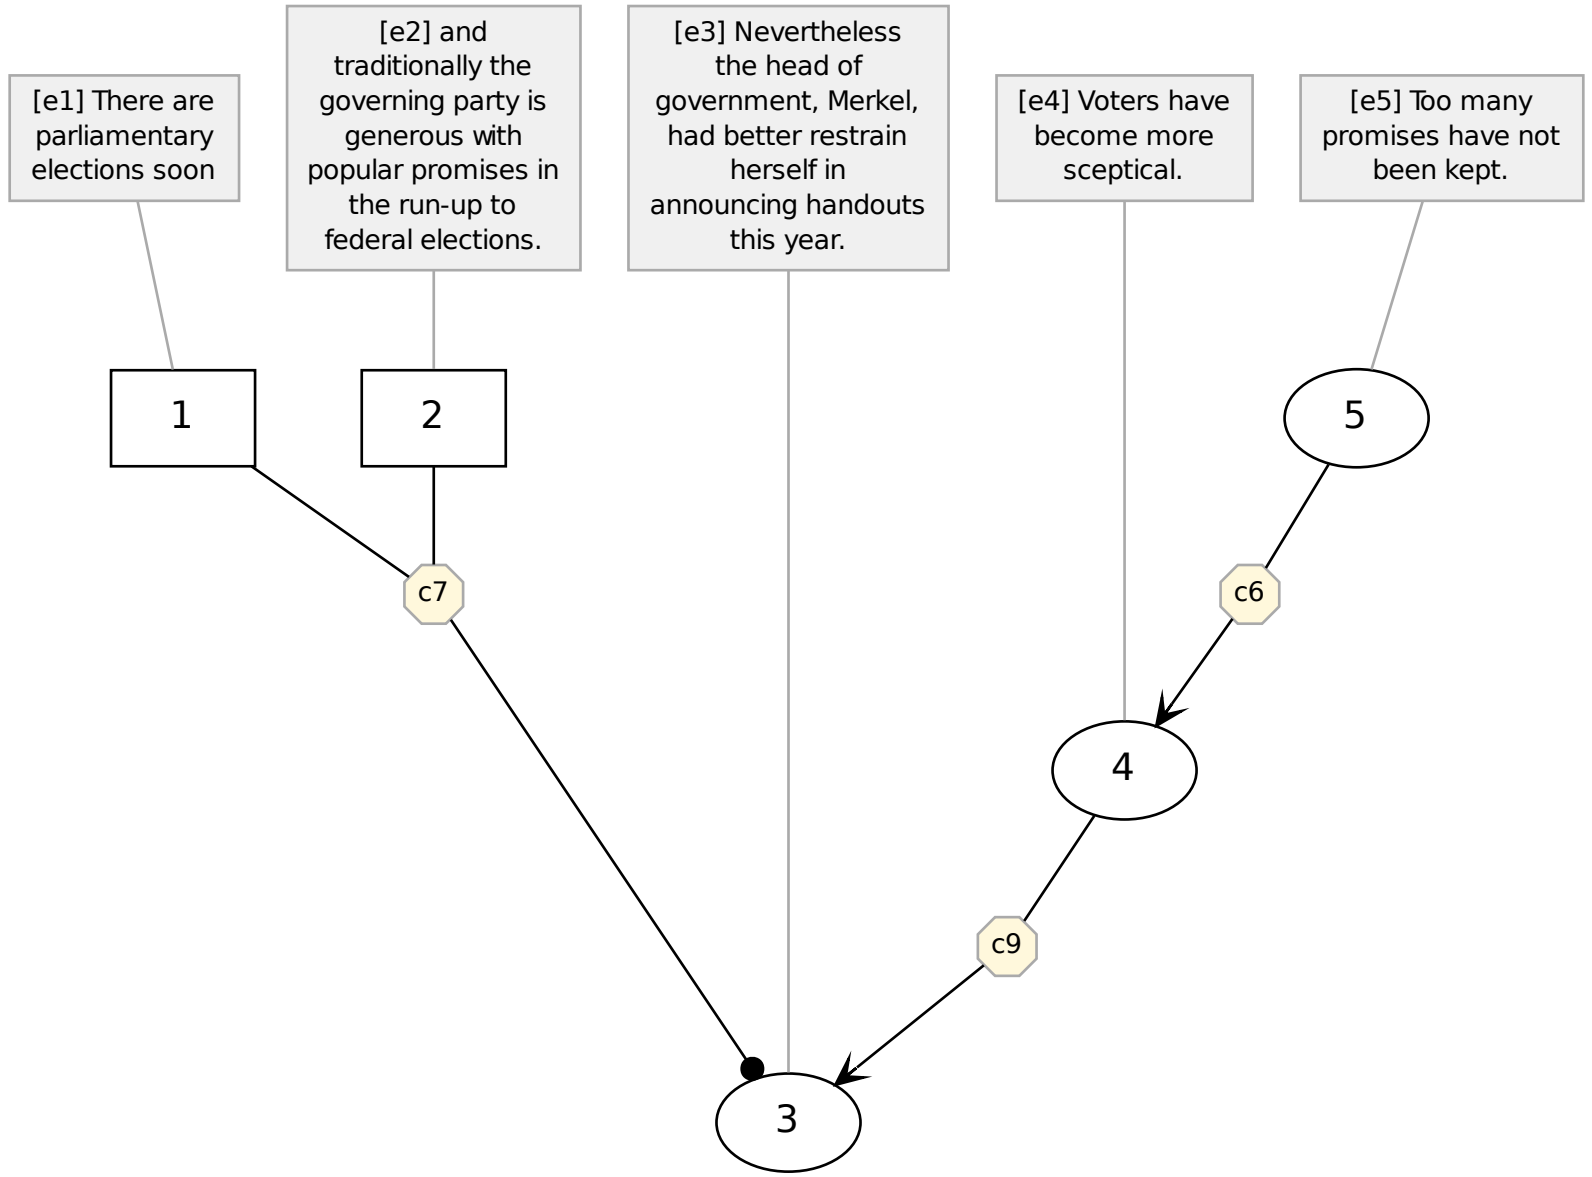 [e1] There are
parliamentary
elections soon
[e2] and
traditionally the
governing party is
generous with
popular promises in
the run-up to
federal elections.
[e3] Nevertheless
the head of
government, Merkel,
had better restrain
herself in
announcing handouts
this year.
[e4] Voters have
become more
sceptical.
[e5] Too many
promises have not
been kept.
1
2
5
c7
c6
4
c9
3